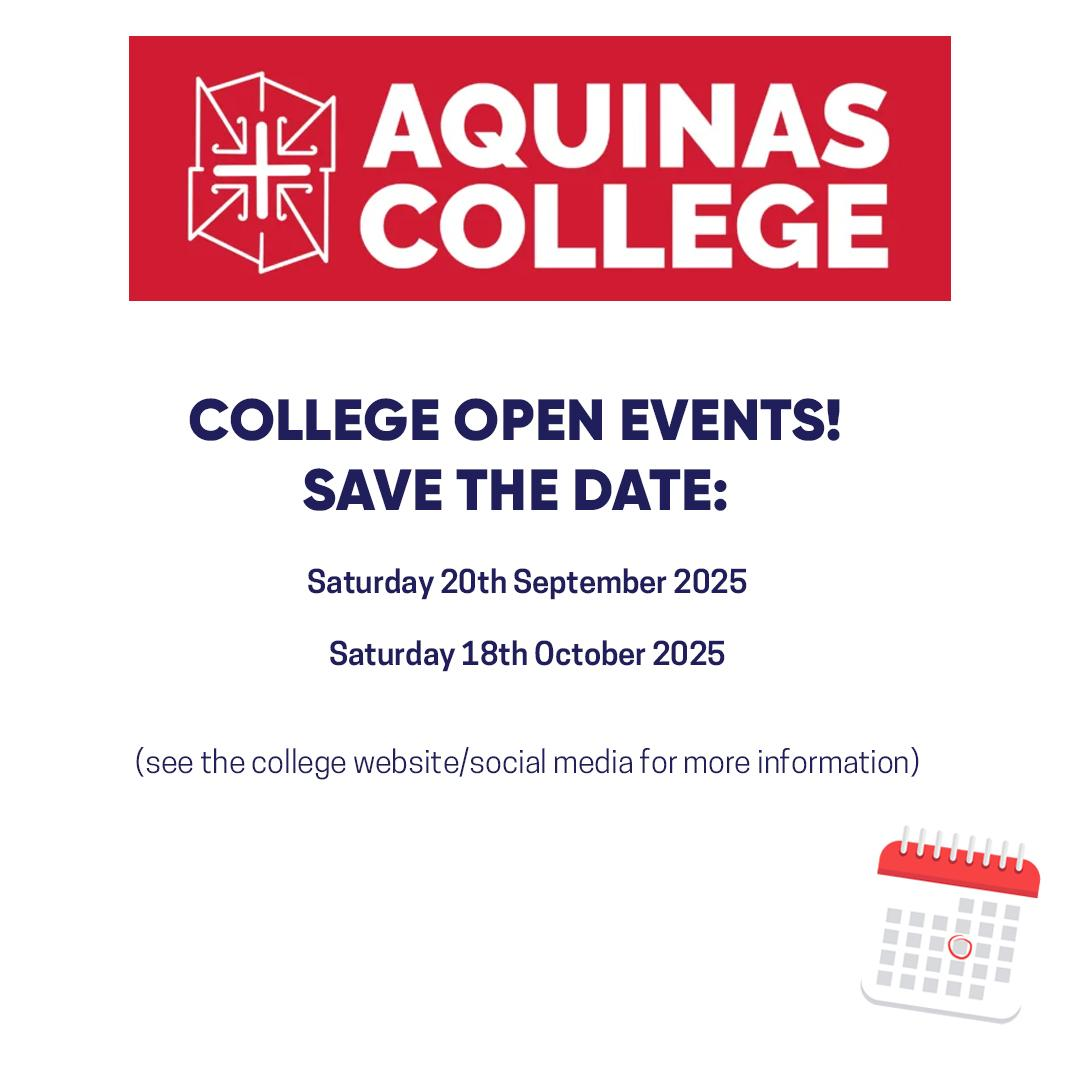 AQUINAS
COLLEGE
COLLEGE OPEN EVENTS!
SAVE THE DATE:
Saturday 20th September 2025
Saturday 18th October 2025
(see the college website/social media for more information)